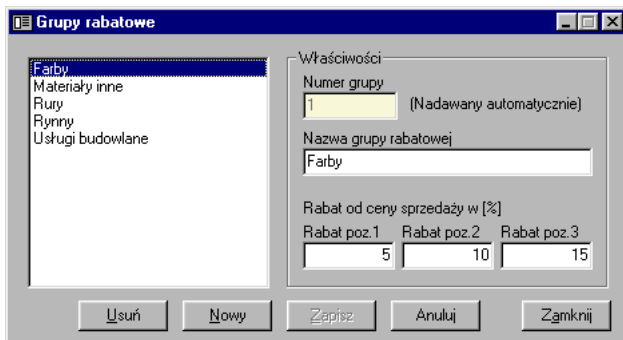 Grupy rabatowe
Farby
Materiały inne
Rury
Rynny
Usługi budowlane
Właściwości
Numer grupy
1 (Nadawany automatycznie)
Nazwa grupy rabatowej
Farby
Rabat od ceny sprzedaży w [%]
Rabat poz.1 Rabat poz.2 Rabat poz.3
5 10 15
Usuń Nowy Zapisz Anuluj Zamknij